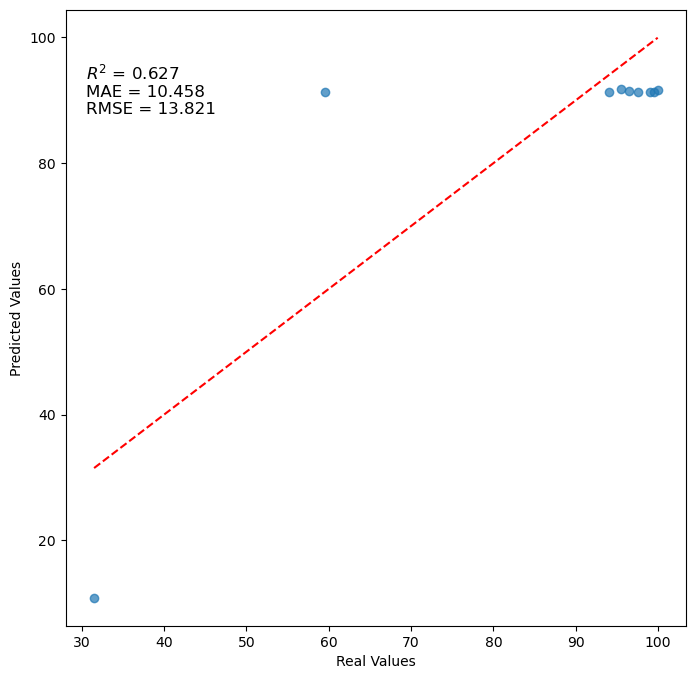 100
80
60
40
20
Predicted Values
R² = 0.627
MAE = 10.458
RMSE = 13.821
30 40 50 60 70 80 90 100
Real Values